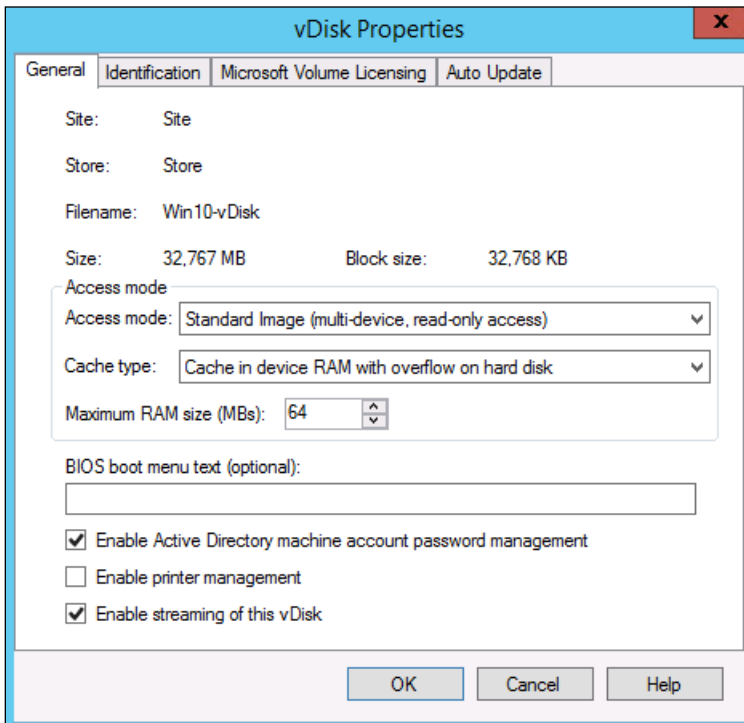 vDisk Properties
x
General Identification Microsoft Volume Licensing Auto Update
Site: Site
Store: Store
Filename: Win10-vDisk
Size: 32,767 MB Block size: 32,768 KB
Access mode
Access mode: Standard Image (multi-device, read-only access)
Cache type: Cache in device RAM with overflow on hard disk
Maximum RAM size (MBs): 64
BIOS boot menu text (optional):
Enable Active Directory machine account password management
Enable printer management
Enable streaming of this vDisk
OK Cancel Help